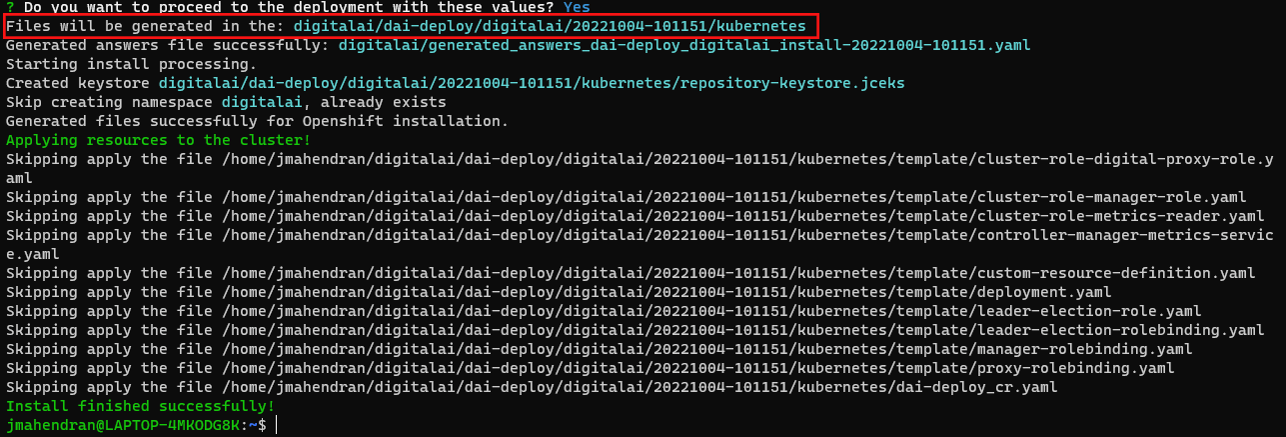 ? Do you want to proceed to the deployment with these values? Yes
Files will be generated in the: digitalai/dai-deploy/digitalai/20221004-101151/kubernetes
Generated answers file successfully: digitalai/generated_answers_dai-deploy_digitalai_install-20221004-101151.yaml
Starting install processing.
Created keystore digitalai/dai-deploy/digitalai/20221004-101151/kubernetes/repository-keystore.jceks
Skip creating namespace digitalai, already exists
Generated files successfully for Openshift installation.
Applying resources to the cluster!
Skipping apply the file /home/jmahendran/digitalai/dai-deploy/digitalai/20221004-101151/kubernetes/template/cluster-role-digital-proxy-role.y
aml
Skipping apply the file /home/jmahendran/digitalai/dai-deploy/digitalai/20221004-101151/kubernetes/template/cluster-role-manager-role.yaml
Skipping apply the file /home/jmahendran/digitalai/dai-deploy/digitalai/20221004-101151/kubernetes/template/cluster-role-metrics-reader.yaml
Skipping apply the file /home/jmahendran/digitalai/dai-deploy/digitalai/20221004-101151/kubernetes/template/controller-manager-metrics-servic
e.yaml
Skipping apply the file /home/jmahendran/digitalai/dai-deploy/digitalai/20221004-101151/kubernetes/template/custom-resource-definition.yaml
Skipping apply the file /home/jmahendran/digitalai/dai-deploy/digitalai/20221004-101151/kubernetes/template/deployment.yaml
Skipping apply the file /home/jmahendran/digitalai/dai-deploy/digitalai/20221004-101151/kubernetes/template/leader-election-role.yaml
Skipping apply the file /home/jmahendran/digitalai/dai-deploy/digitalai/20221004-101151/kubernetes/template/leader-election-rolebinding.yaml
Skipping apply the file /home/jmahendran/digitalai/dai-deploy/digitalai/20221004-101151/kubernetes/template/manager-rolebinding.yaml
Skipping apply the file /home/jmahendran/digitalai/dai-deploy/digitalai/20221004-101151/kubernetes/template/proxy-rolebinding.yaml
Skipping apply the file /home/jmahendran/digitalai/dai-deploy/digitalai/20221004-101151/kubernetes/dai-deploy_cr.yaml
Install finished successfully!
jmahendran@LAPTOP-4MKODG8K:~$